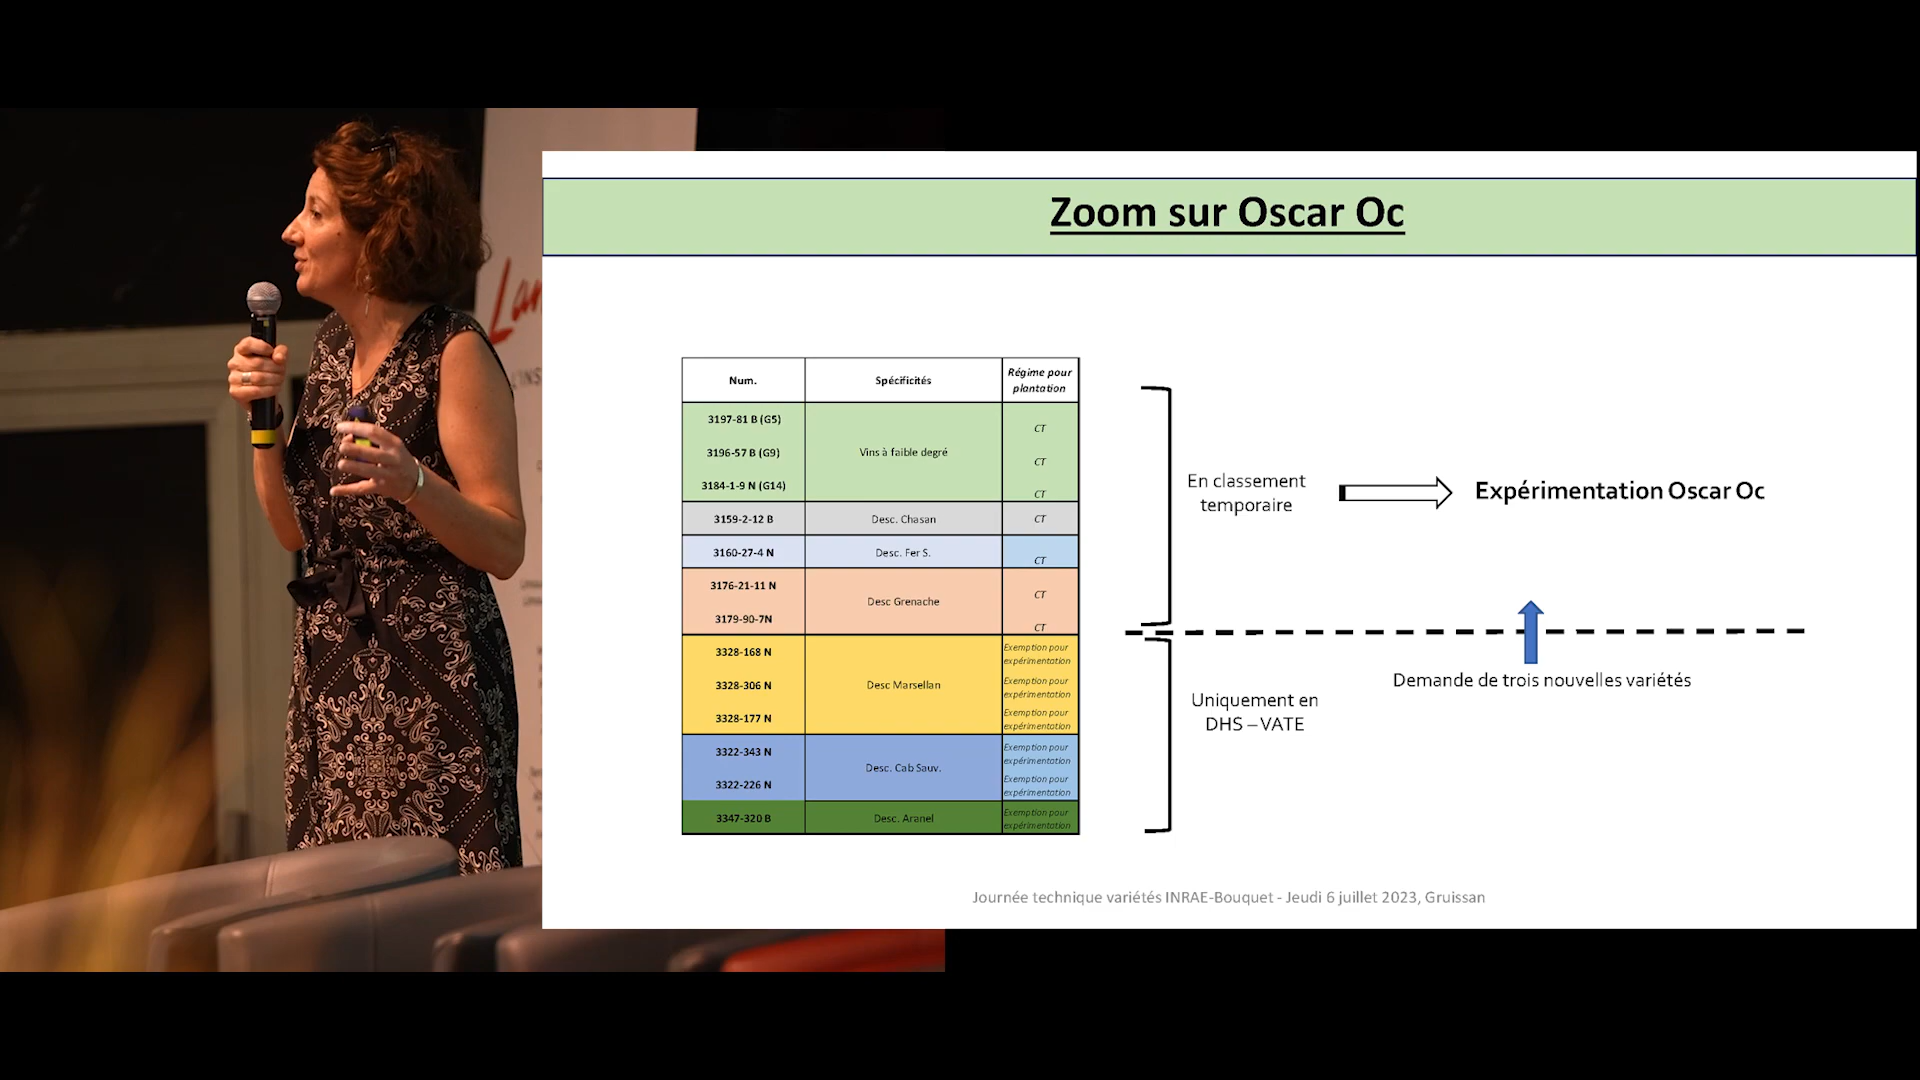 Lan
Zoom sur Oscar Oc
Num.
Spécificités
Régime pour
plantation
3197-81 B (G5)
CT
3196-57 B (G9)
Vins à faible degré
CT
3184-1-9 N (G14)
CT
3159-2-12 B
Desc. Chasan
CT
3160-27-4 N
Desc. Fer S.
CT
3176-21-11 N
Desc Grenache
CT
3179-90-7N
CT
3328-168 N
Exemption pour
expérimentation
3328-306 N
Desc Marsellan
Exemption pour
expérimentation
3328-177 N
Exemption pour
expérimentation
3322-343 N
Desc. Cab Sauv.
Exemption pour
expérimentation
3322-226 N
Exemption pour
expérimentation
3347-320 B
Desc. Aranel
Exemption pour
expérimentation
En classement
temporaire
Expérimentation Oscar Oc
Demande de trois nouvelles variétés
Uniquement en
DHS – VATE
Journée technique variétés INRAE-Bouquet - Jeudi 6 juillet 2023, Gruissan